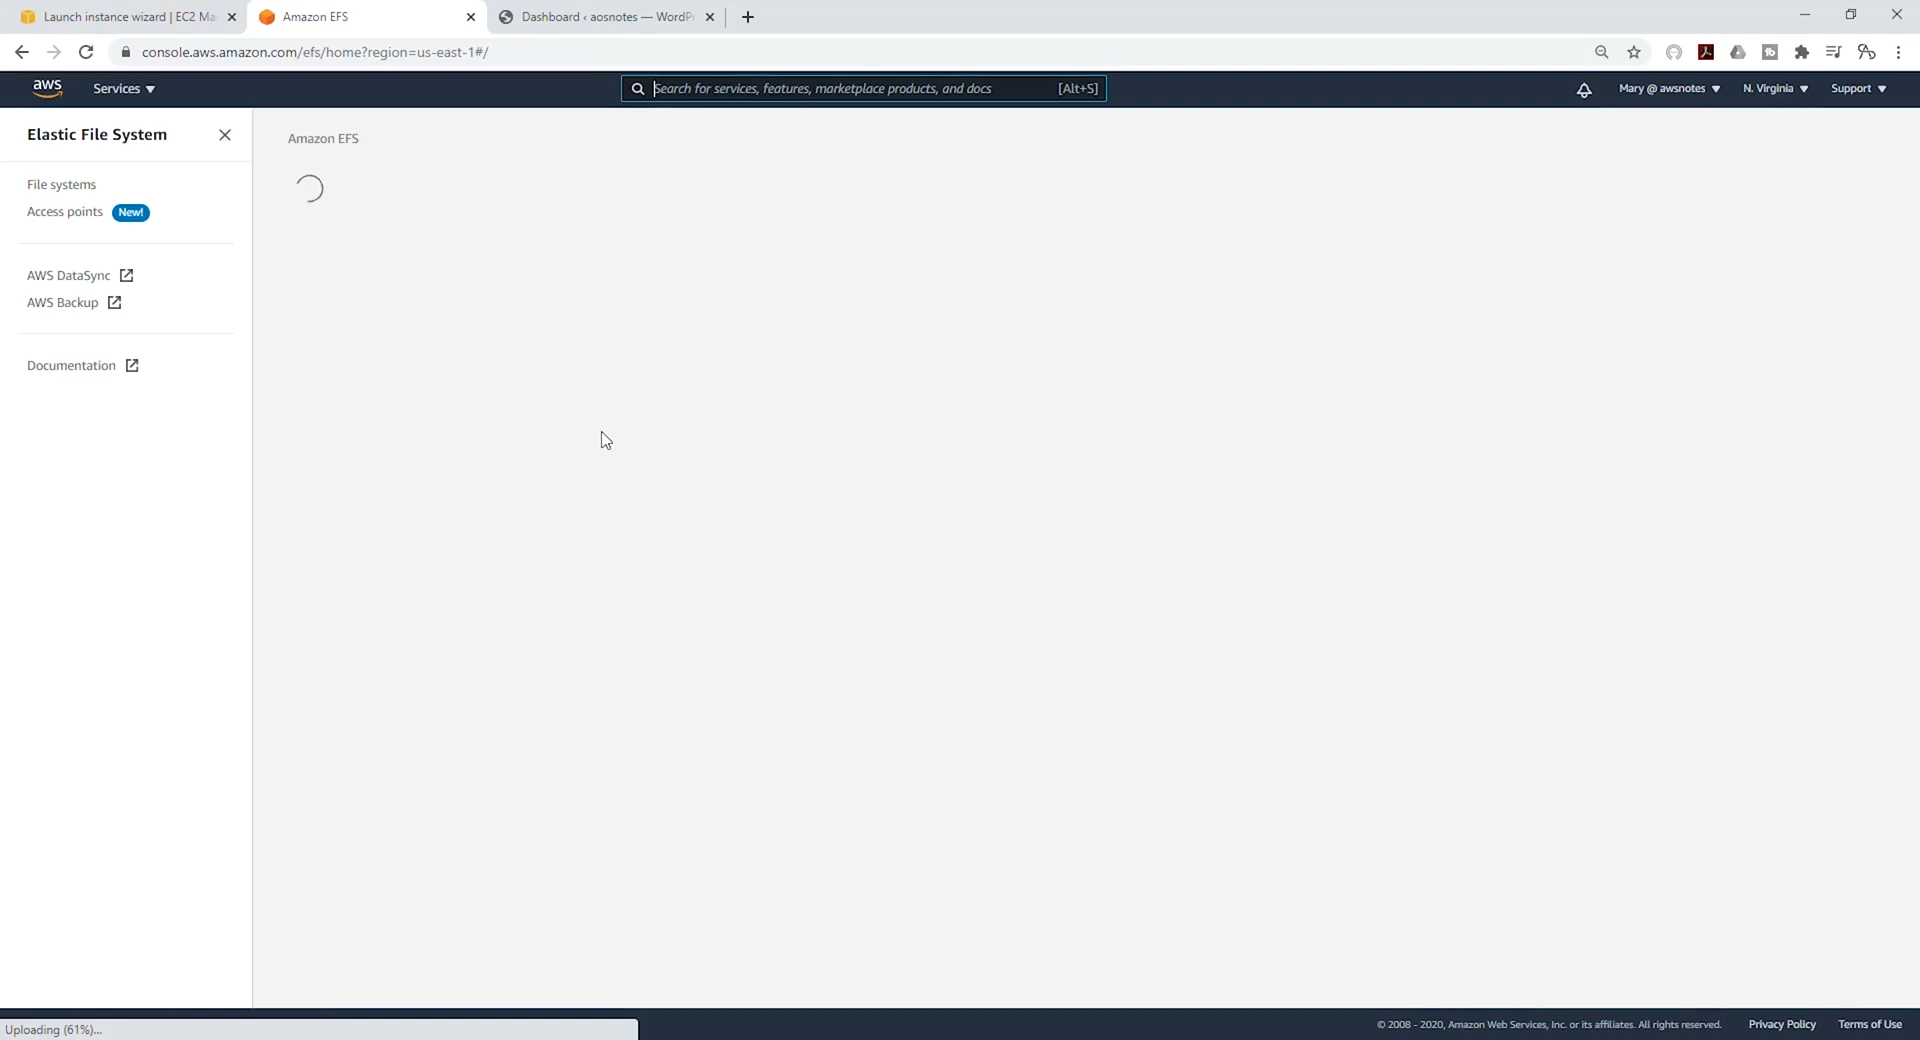 Launch instance wizard | EC2 Ma
Amazon EFS
Dashboard ‹ aosnotes — WordPr
console.aws.amazon.com/efs/home?region=us-east-1#/
aws
Services
Search for services, features, marketplace products, and docs
[Alt+S]
Mary @ awsnotes
N. Virginia
Support
Elastic File System
Amazon EFS
File systems
Access points New!
AWS DataSync
AWS Backup
Documentation
Uploading (61%)...
© 2008 - 2020, Amazon Web Services, Inc. or its affiliates. All rights reserved.
Privacy Policy
Terms of Use